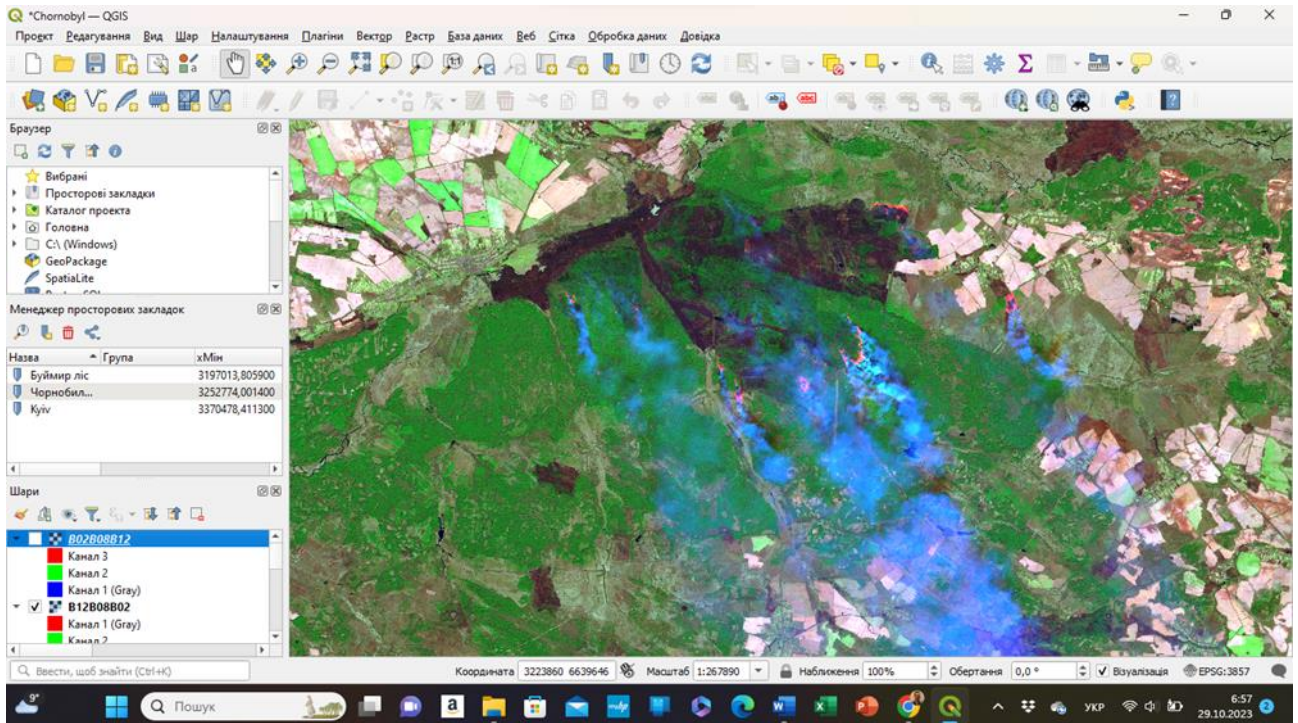 *Chornobyl — QGIS
Проект Редагування Вид Шар Налаштування Плагіни Вектор Растр База даних Веб Сітка Обробка даних Довідка
Браузер
Вибрані
Просторові закладки
Каталог проекта
Головна
C:\ (Windows)
GeoPackage
SpatiaLite
Менеджер просторових закладок
Назва Група xМін
Буймир ліс 3197013,805900
Чорнобил... 3252774,001400
Kyiv 3370478,411300
Шари
B02B08B12
Канал 3
Канал 2
Канал 1 (Gray)
B12B08B02
Канал 1 (Gray)
Канал 2
Ввести, щоб знайти (Ctrl+K) Координата 3223860 6639646 Масштаб 1:267890 Наближення 100% Обертання 0,0 ° Візуалізація EPSG:3857
9° Пошук УКР 6:57
29.10.2023 2